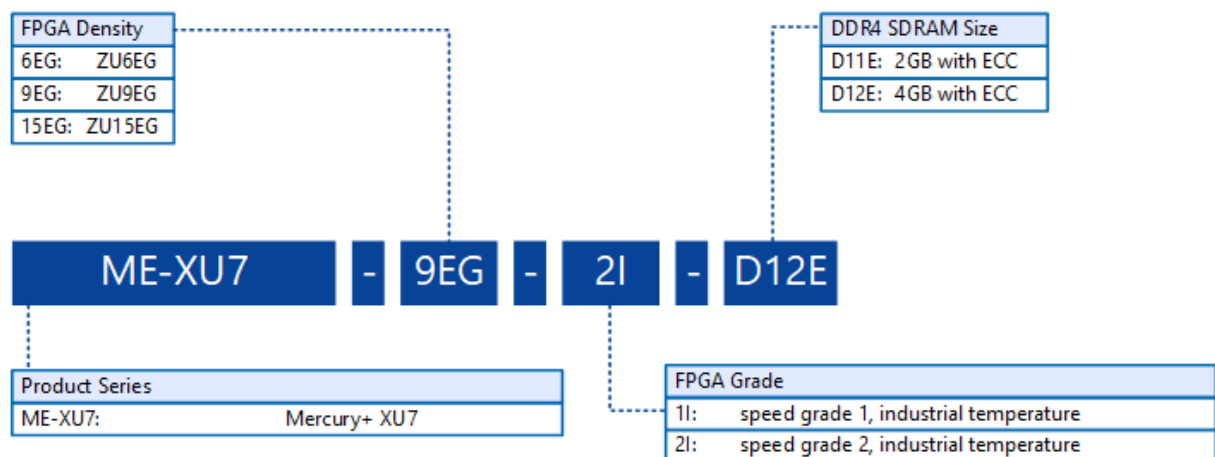 FPGA Density
6EG: ZU6EG
9EG: ZU9EG
15EG: ZU15EG
DDR4 SDRAM Size
D11E: 2GB with ECC
D12E: 4GB with ECC
ME-XU7 - 9EG - 2I - D12E
Product Series
ME-XU7: Mercury+ XU7
FPGA Grade
1I: speed grade 1, industrial temperature
2I: speed grade 2, industrial temperature